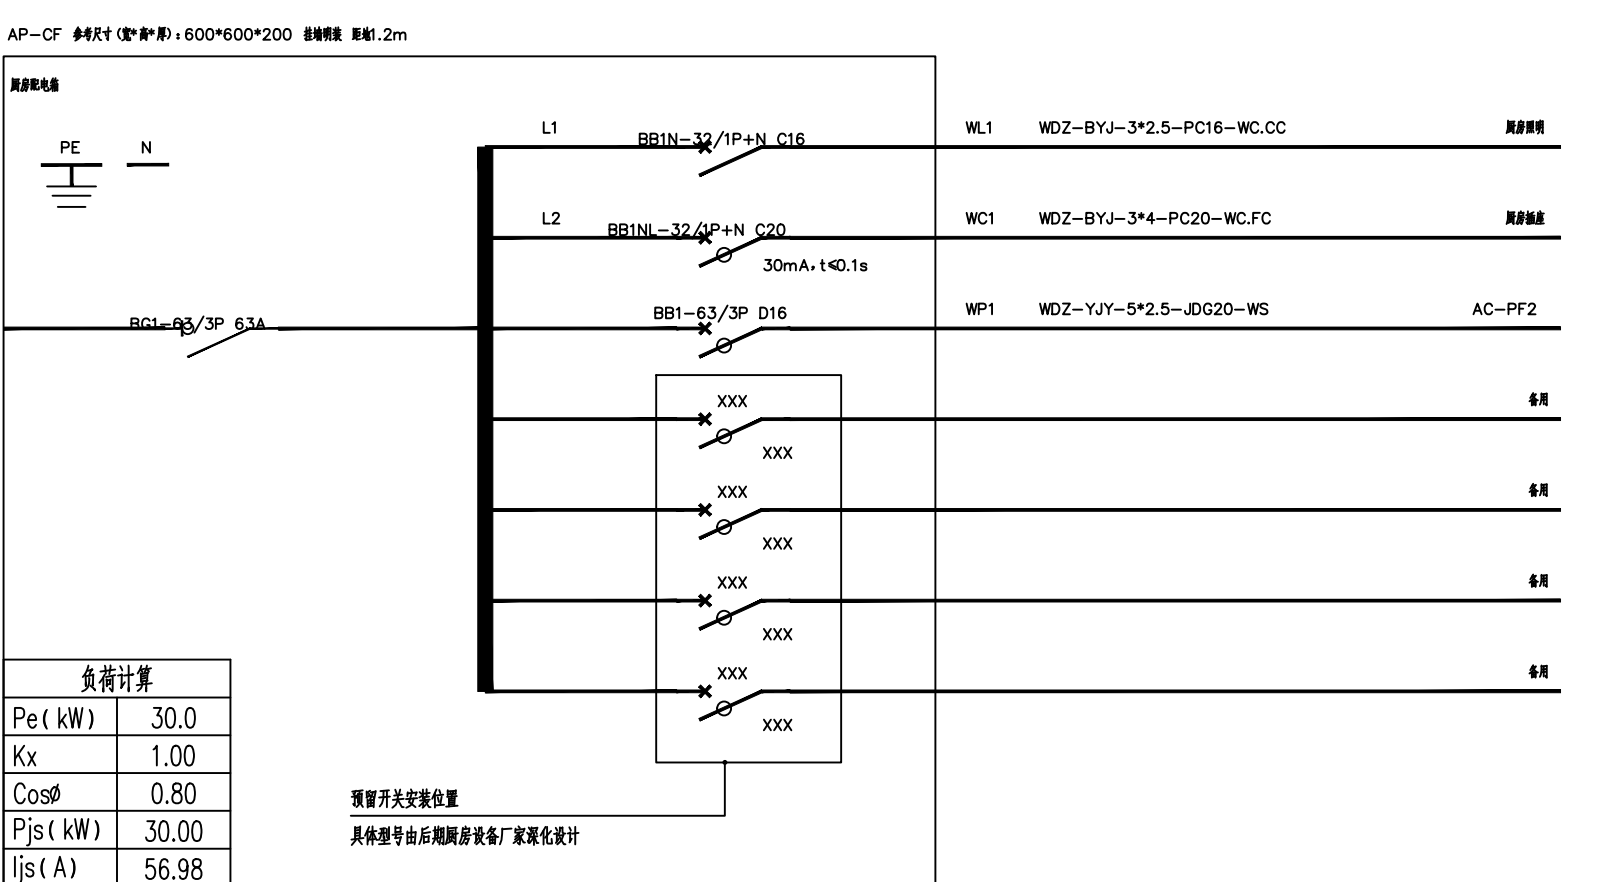 AP-CF 参考尺寸(宽*高*厚):600*600*200 挂墙明装 距地1.2m
厨房配电箱
PE N
L1 BB1N-32/1P+N C16 WL1 WDZ-BYJ-3*2.5-PC16-WC.CC 厨房照明
L2 BB1NL-32/1P+N C20 WC1 WDZ-BYJ-3*4-PC20-WC.FC 厨房插座
30mA,t≤0.1s
BG1-63/3P 63A BB1-63/3P D16 WP1 WDZ-YJY-5*2.5-JDG20-WS AC-PF2
XXX 备用
XXX
XXX 备用
XXX
XXX 备用
XXX
XXX 备用
XXX
负荷计算
Pe(kW) 30.0
Kx 1.00
Cosø 0.80
Pjs(kW) 30.00
Ijs(A) 56.98
预留开关安装位置
具体型号由后期厨房设备厂家深化设计